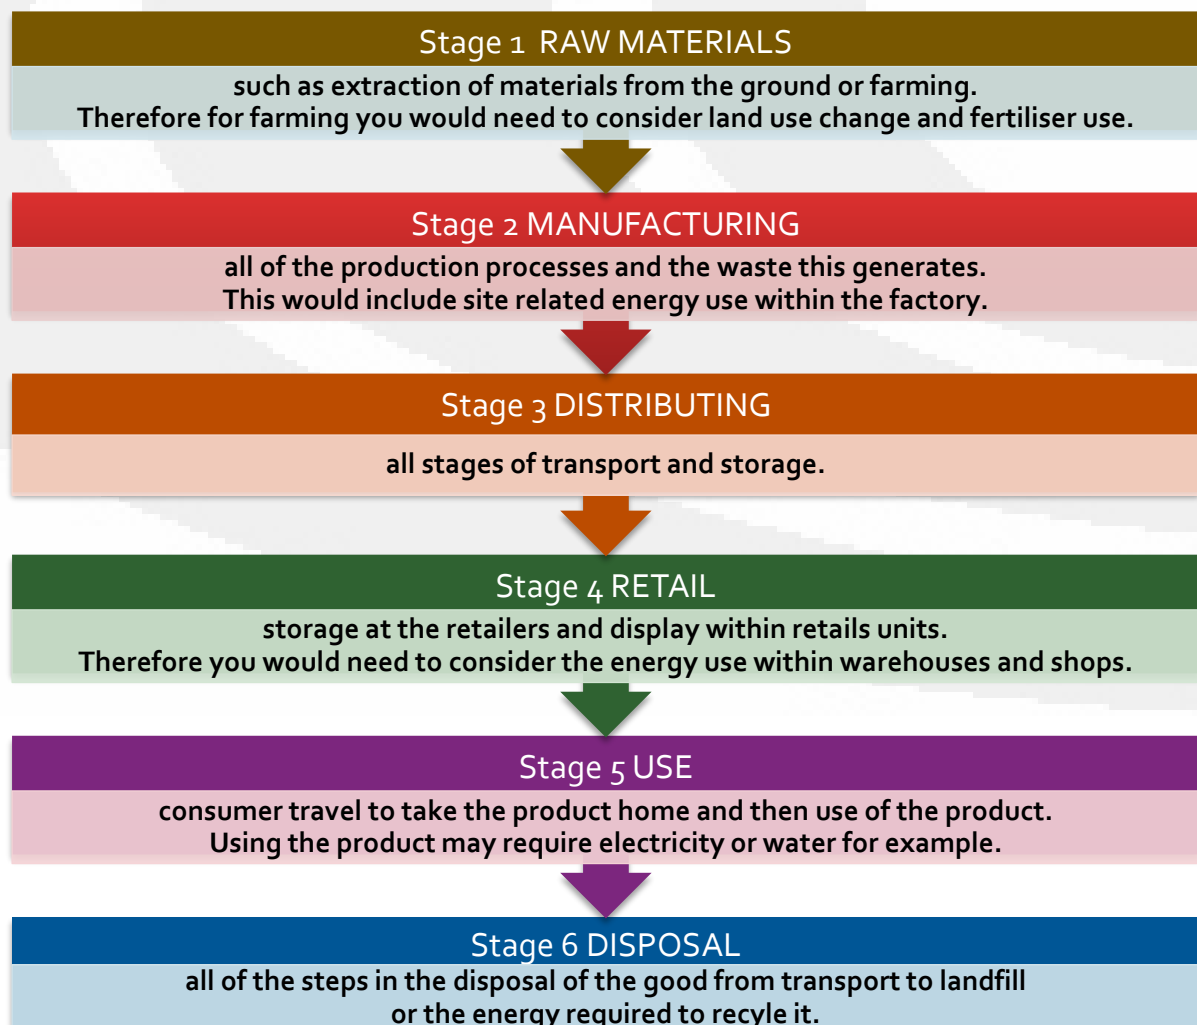 Stage 1 RAW MATERIALS
such as extraction of materials from the ground or farming.
Therefore for farming you would need to consider land use change and fertiliser use.
Stage 2 MANUFACTURING
all of the production processes and the waste this generates.
This would include site related energy use within the factory.
Stage 3 DISTRIBUTING
all stages of transport and storage.
Stage 4 RETAIL
storage at the retailers and display within retails units.
Therefore you would need to consider the energy use within warehouses and shops.
Stage 5 USE
consumer travel to take the product home and then use of the product.
Using the product may require electricity or water for example.
Stage 6 DISPOSAL
all of the steps in the disposal of the good from transport to landfill
or the energy required to recyle it.